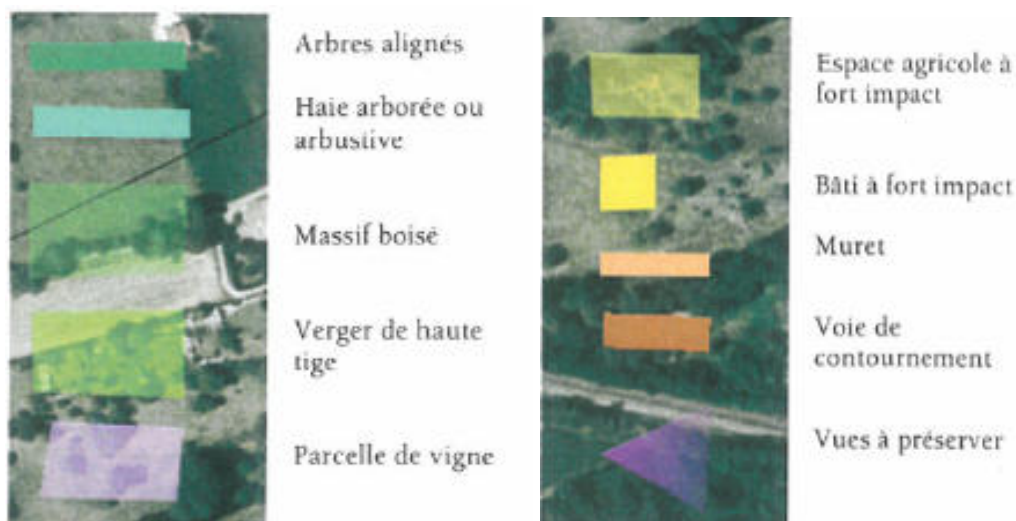 Arbres alignés
Haie arborée ou
arbustive
Massif boisé
Verger de haute
tige
Parcelle de vigne
Espace agricole à
fort impact
Bâti à fort impact
Muret
Voie de
contournement
Vues à préserver